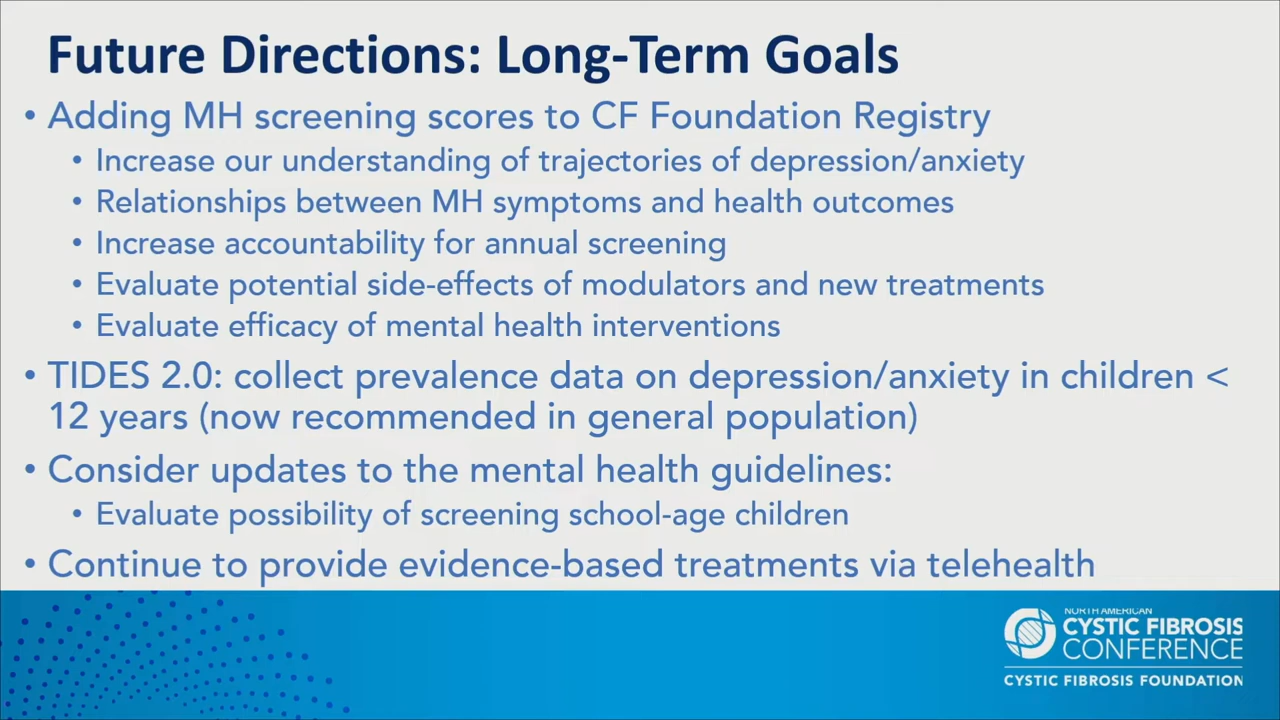 Future Directions: Long-Term Goals
• Adding MH screening scores to CF Foundation Registry
• Increase our understanding of trajectories of depression/anxiety
• Relationships between MH symptoms and health outcomes
• Increase accountability for annual screening
• Evaluate potential side-effects of modulators and new treatments
• Evaluate efficacy of mental health interventions
• TIDES 2.0: collect prevalence data on depression/anxiety in children <
12 years (now recommended in general population)
• Consider updates to the mental health guidelines:
• Evaluate possibility of screening school-age children
• Continue to provide evidence-based treatments via telehealth
NORTH AMERICAN
CYSTIC FIBROSIS
CONFERENCE
CYSTIC FIBROSIS FOUNDATION